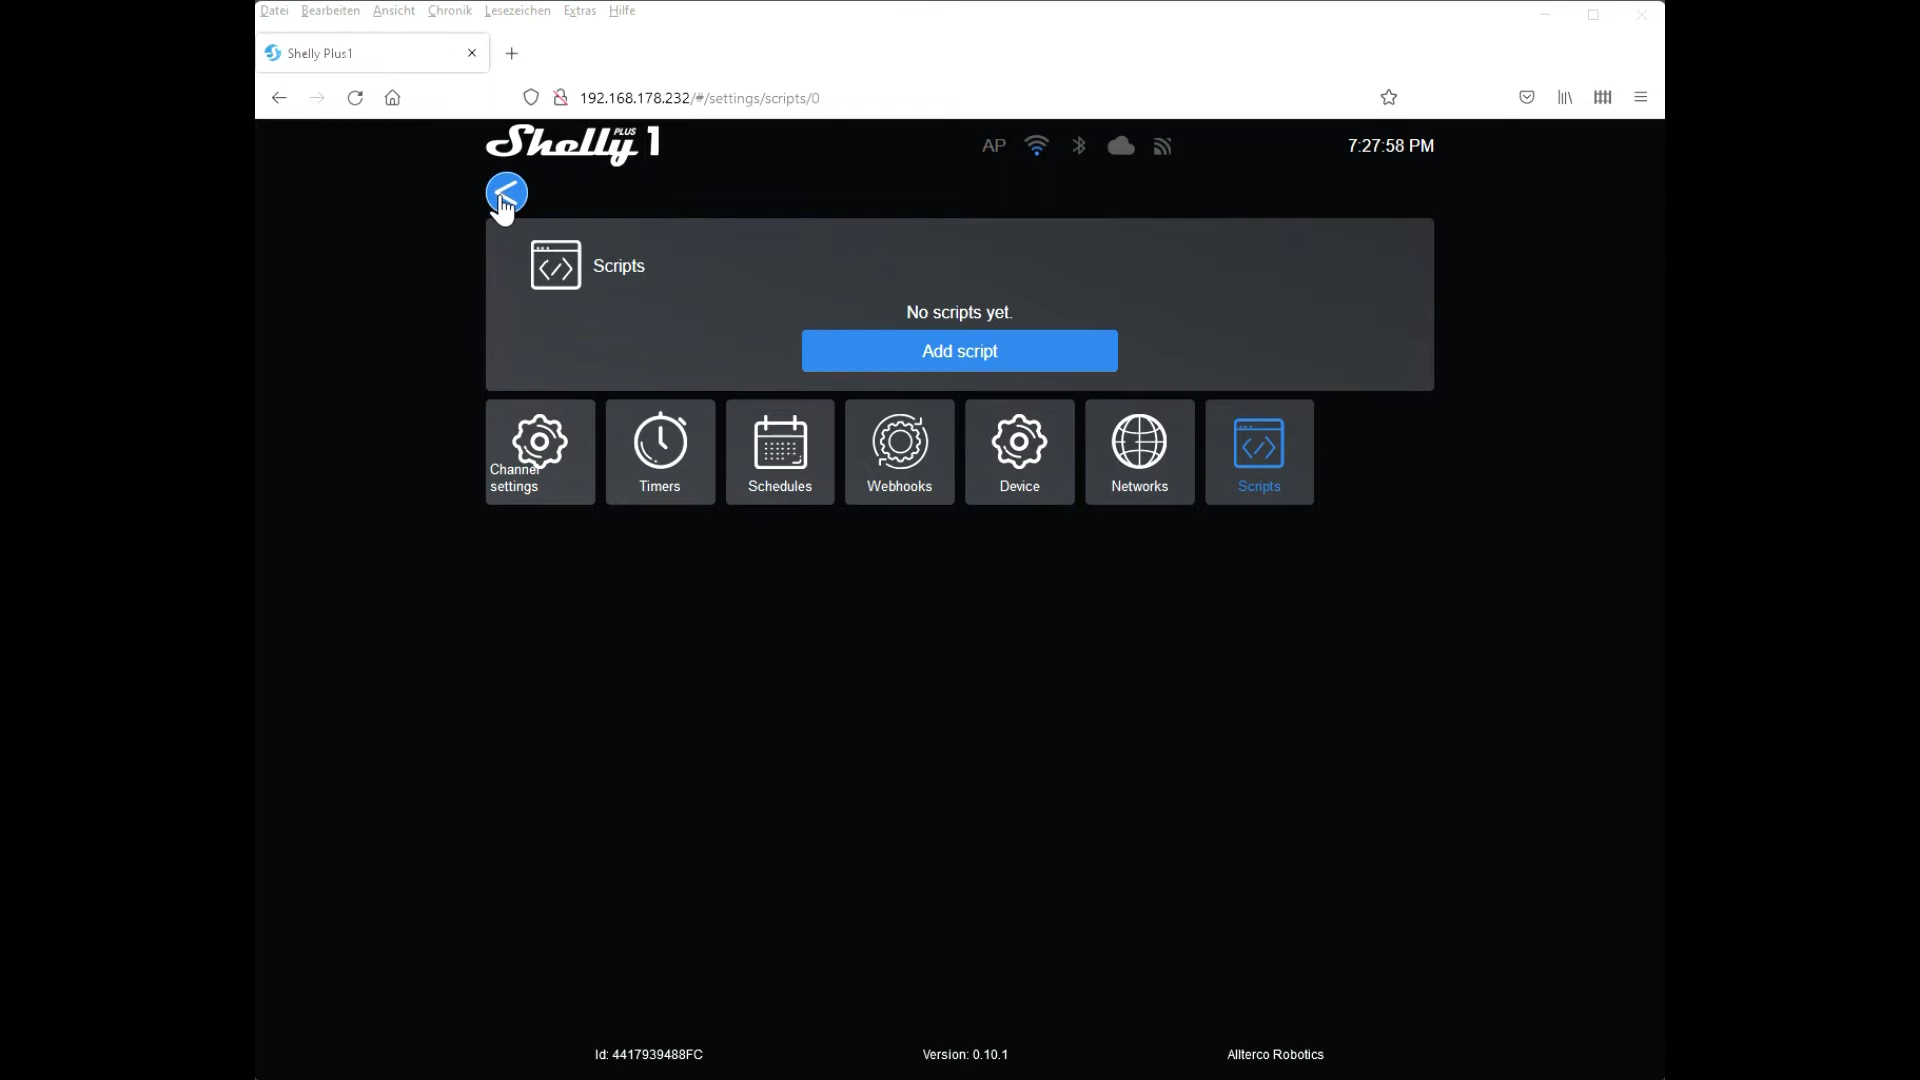 Datei Bearbeiten Ansicht Chronik Lesezeichen Extras Hilfe
Shelly Plus1
192.168.178.232/#/settings/scripts/0
Shelly PLUS 1
AP
7:27:58 PM
Scripts
No scripts yet.
Add script
Channel settings
Timers
Schedules
Webhooks
Device
Networks
Scripts
Id: 4417939488FC
Version: 0.10.1
Allterco Robotics